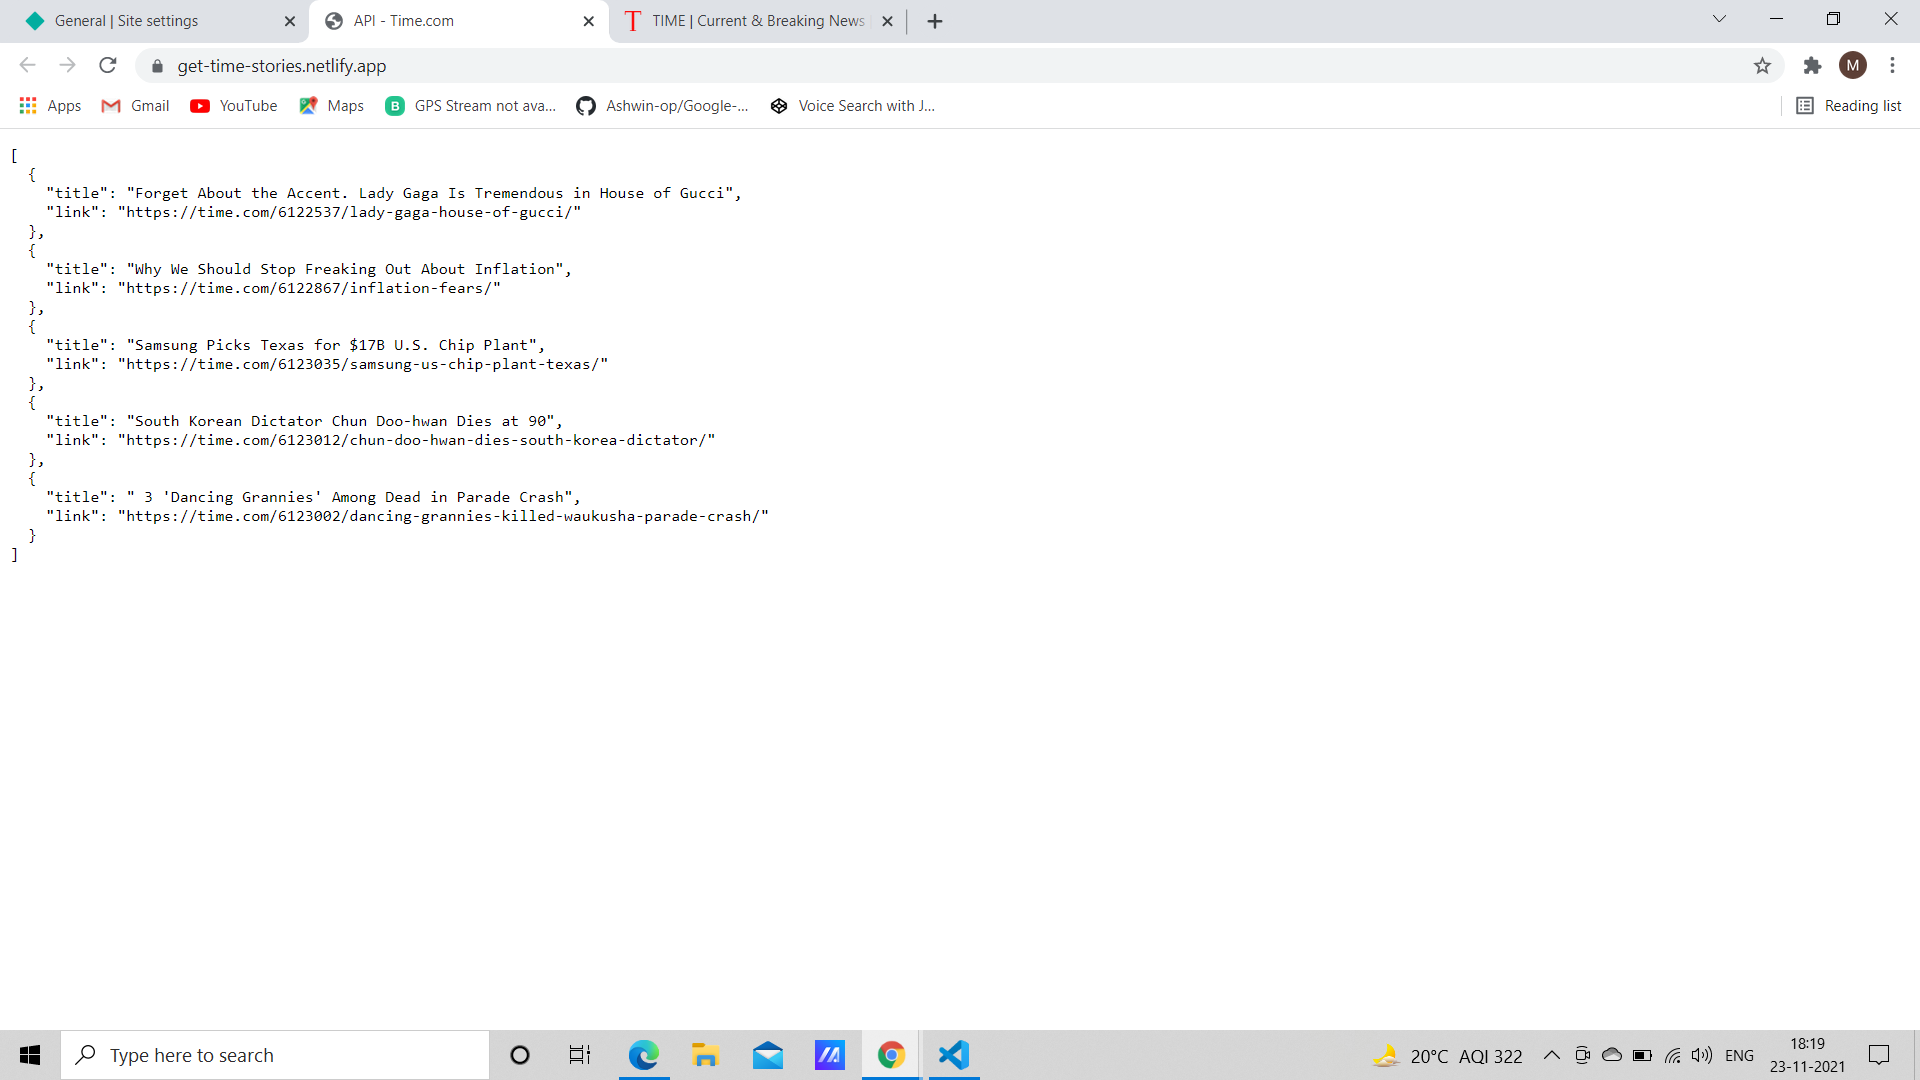 General | Site settings
API - Time.com
TIME | Current & Breaking News
get-time-stories.netlify.app
M
Apps
Gmail
YouTube
Maps
B
GPS Stream not ava...
Ashwin-op/Google-...
Voice Search with J...
Reading list
[
{
"title": "Forget About the Accent. Lady Gaga Is Tremendous in House of Gucci",
"link": "https://time.com/6122537/lady-gaga-house-of-gucci/"
},
{
"title": "Why We Should Stop Freaking Out About Inflation",
"link": "https://time.com/6122867/inflation-fears/"
},
{
"title": "Samsung Picks Texas for $17B U.S. Chip Plant",
"link": "https://time.com/6123035/samsung-us-chip-plant-texas/"
},
{
"title": "South Korean Dictator Chun Doo-hwan Dies at 90",
"link": "https://time.com/6123012/chun-doo-hwan-dies-south-korea-dictator/"
},
{
"title": " 3 'Dancing Grannies' Among Dead in Parade Crash",
"link": "https://time.com/6123002/dancing-grannies-killed-waukusha-parade-crash/"
}
]
Type here to search
20°C AQI 322
ENG
18:19
23-11-2021